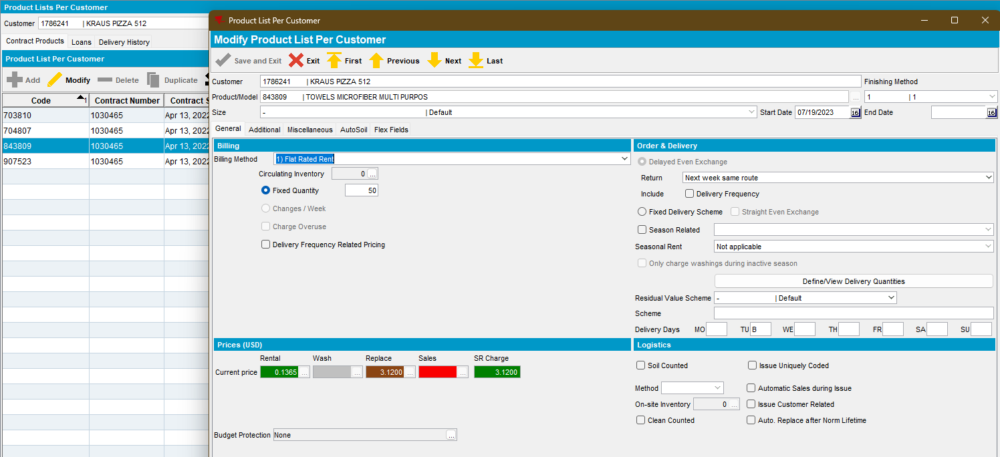 Product Lists Per Customer
Customer 1786241 | KRAUS PIZZA 512
Contract Products Loans Delivery History
Product List Per Customer
Add Modify Delete Duplicate
Code 1 Contract Number Contract S
703810 1030465 Apr 13, 2022
704807 1030465 Apr 13, 2022
843809 1030465 Apr 13, 2022
907523 1030465 Apr 13, 2022
Product List Per Customer
Modify Product List Per Customer
Save and Exit Exit First Previous Next Last
Customer 1786241 | KRAUS PIZZA 512 Finishing Method
Product/Model 843809 | TOWELS MICROFIBER MULTI PURPOS ... 1 | 1
Size - | Default Start Date 07/19/2023 16 End Date 16
General Additional Miscellaneous AutoSoil Flex Fields
Billing
Billing Method 1) Flat Rated Rent
Circulating Inventory 0 ...
Fixed Quantity 50
Changes / Week
Charge Overuse
Delivery Frequency Related Pricing
Order & Delivery
Delayed Even Exchange
Return Next week same route
Include Delivery Frequency
Fixed Delivery Scheme Straight Even Exchange
Season Related
Seasonal Rent Not applicable
Only charge washings during inactive season
Define/View Delivery Quantities
Residual Value Scheme - | Default
Scheme
Delivery Days MO TU B WE TH FR SA SU
Prices (USD)
Rental Wash Replace Sales SR Charge
Current price 0.1365 ... ... 3.1200 ... ... 3.1200
Budget Protection None ...
Logistics
Soil Counted Issue Uniquely Coded
Method Automatic Sales during Issue
On-site Inventory 0 ... Issue Customer Related
Clean Counted Auto. Replace after Norm Lifetime